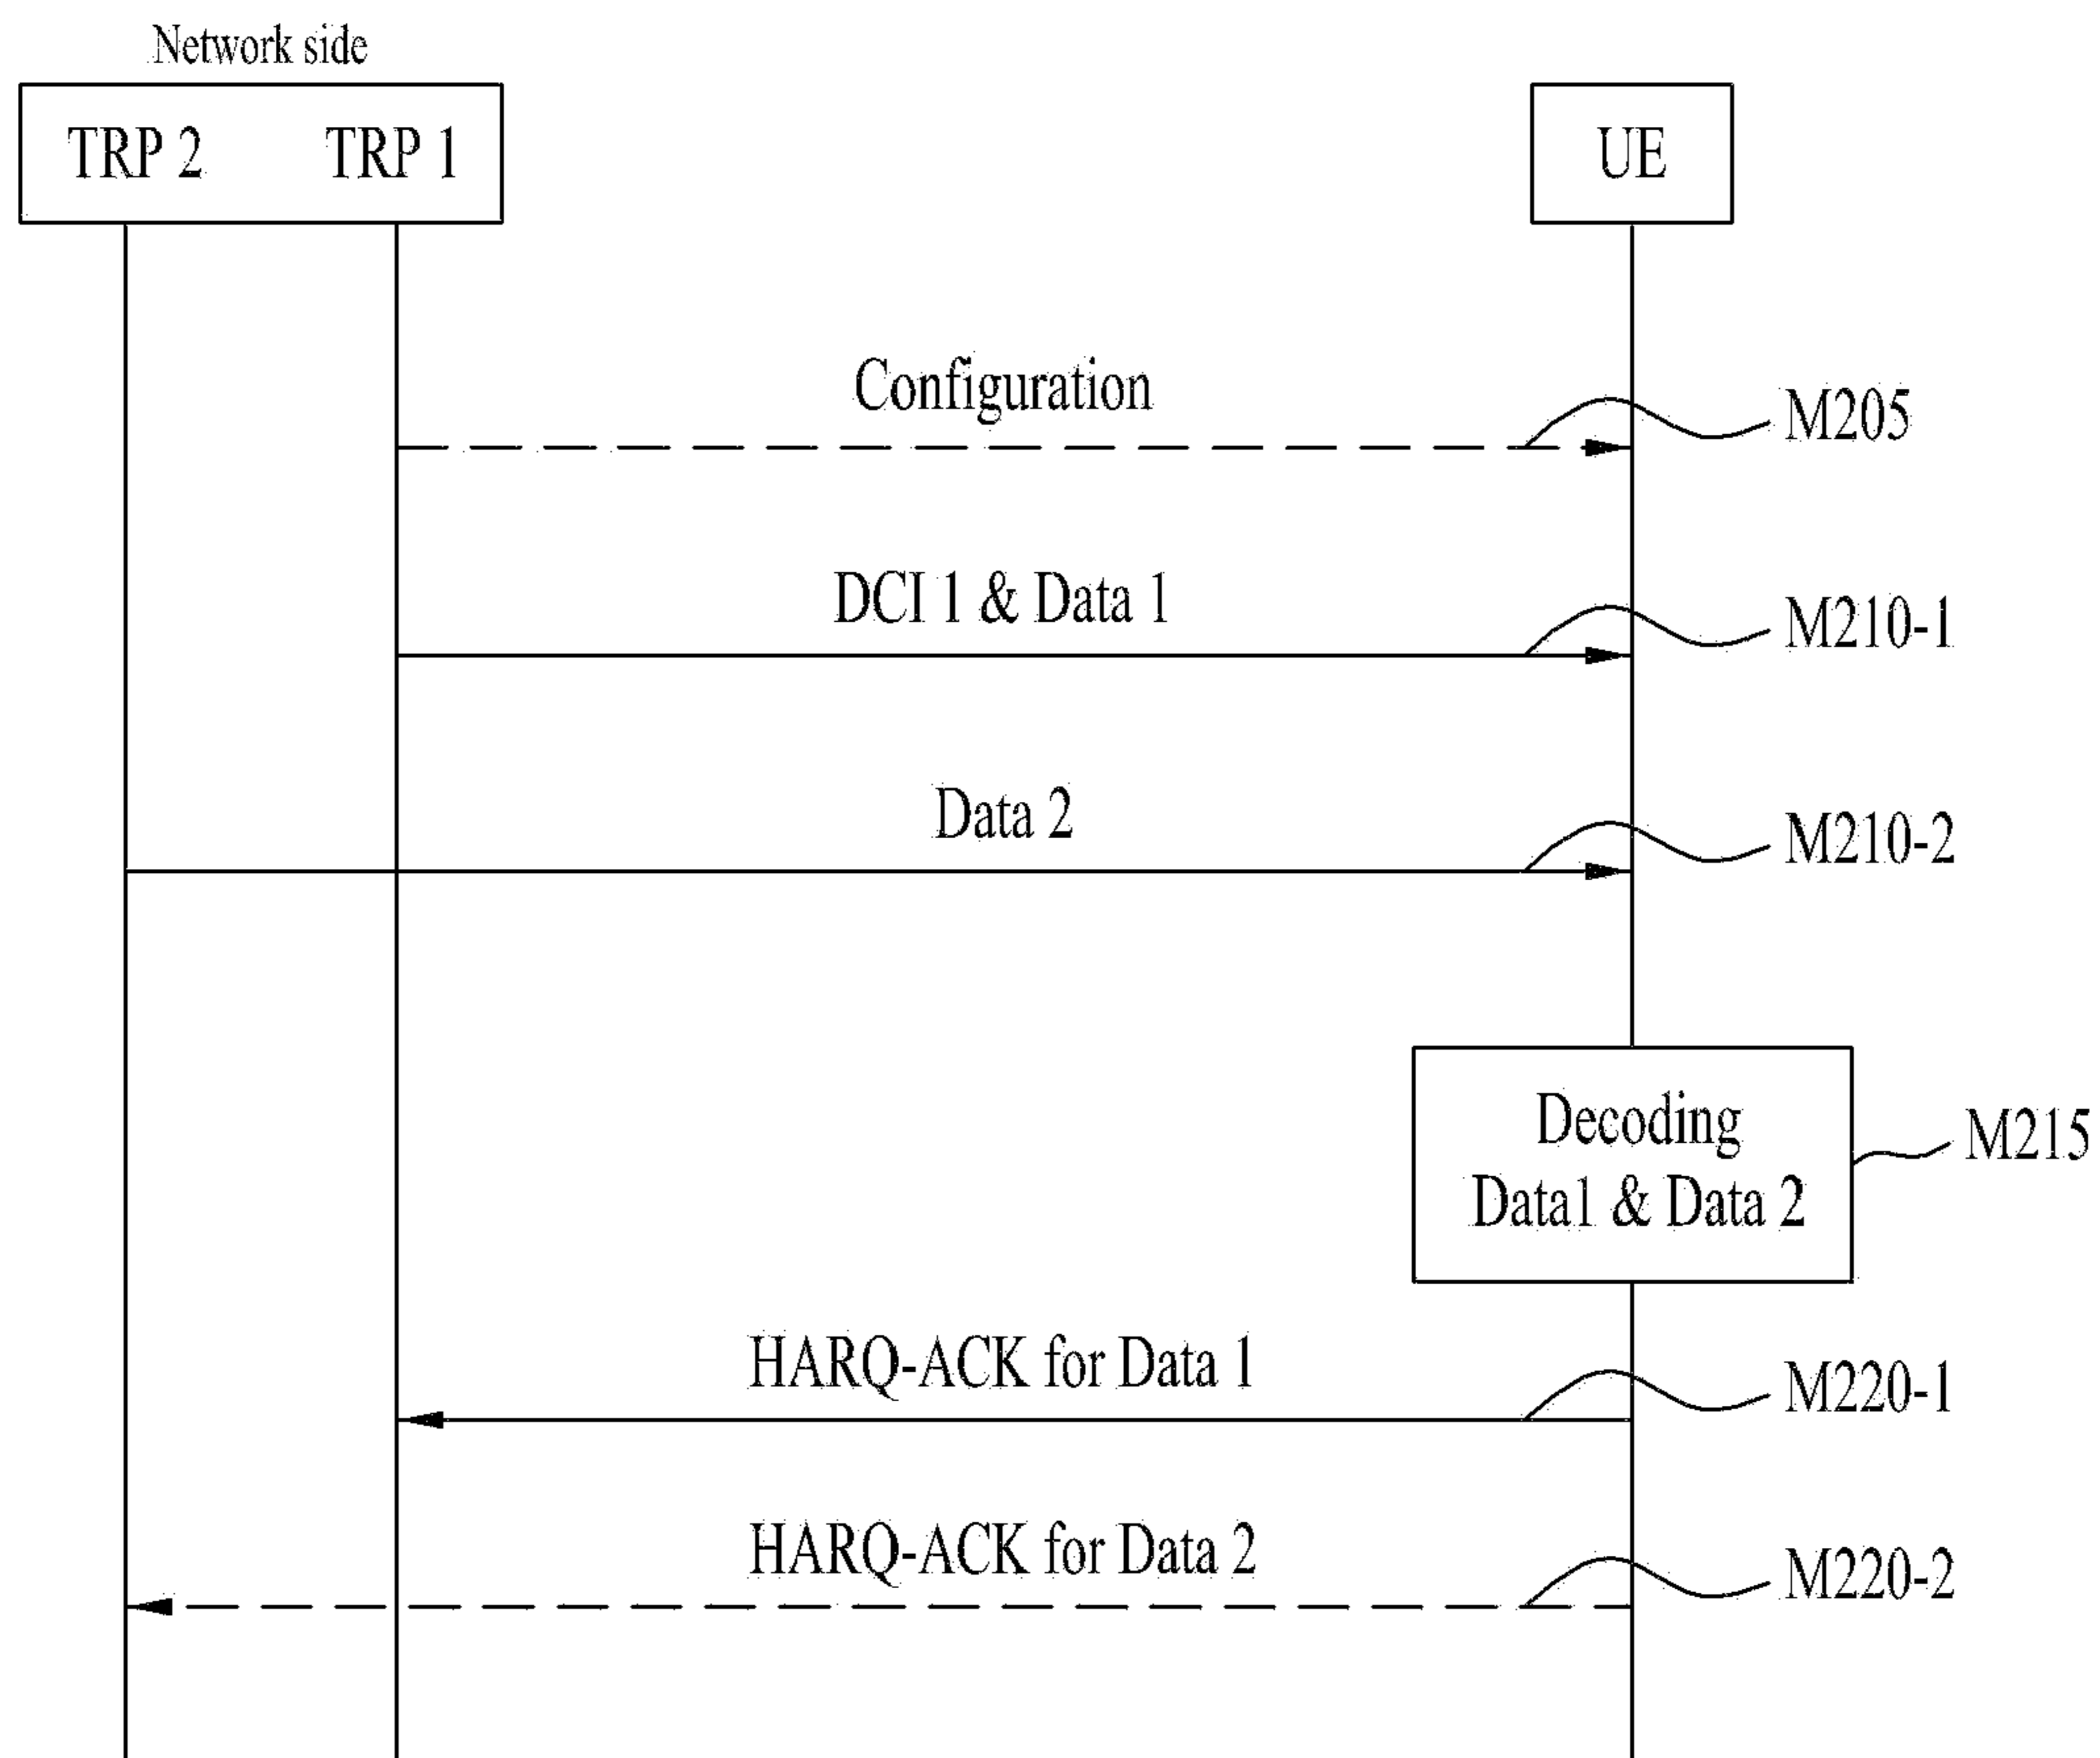 Network side
TRP 2
TRP 1
UE
Configuration
M205
DCI 1 & Data 1
M210-1
Data 2
M210-2
Decoding
Data1 & Data 2
M215
HARQ-ACK for Data 1
M220-1
HARQ-ACK for Data 2
M220-2